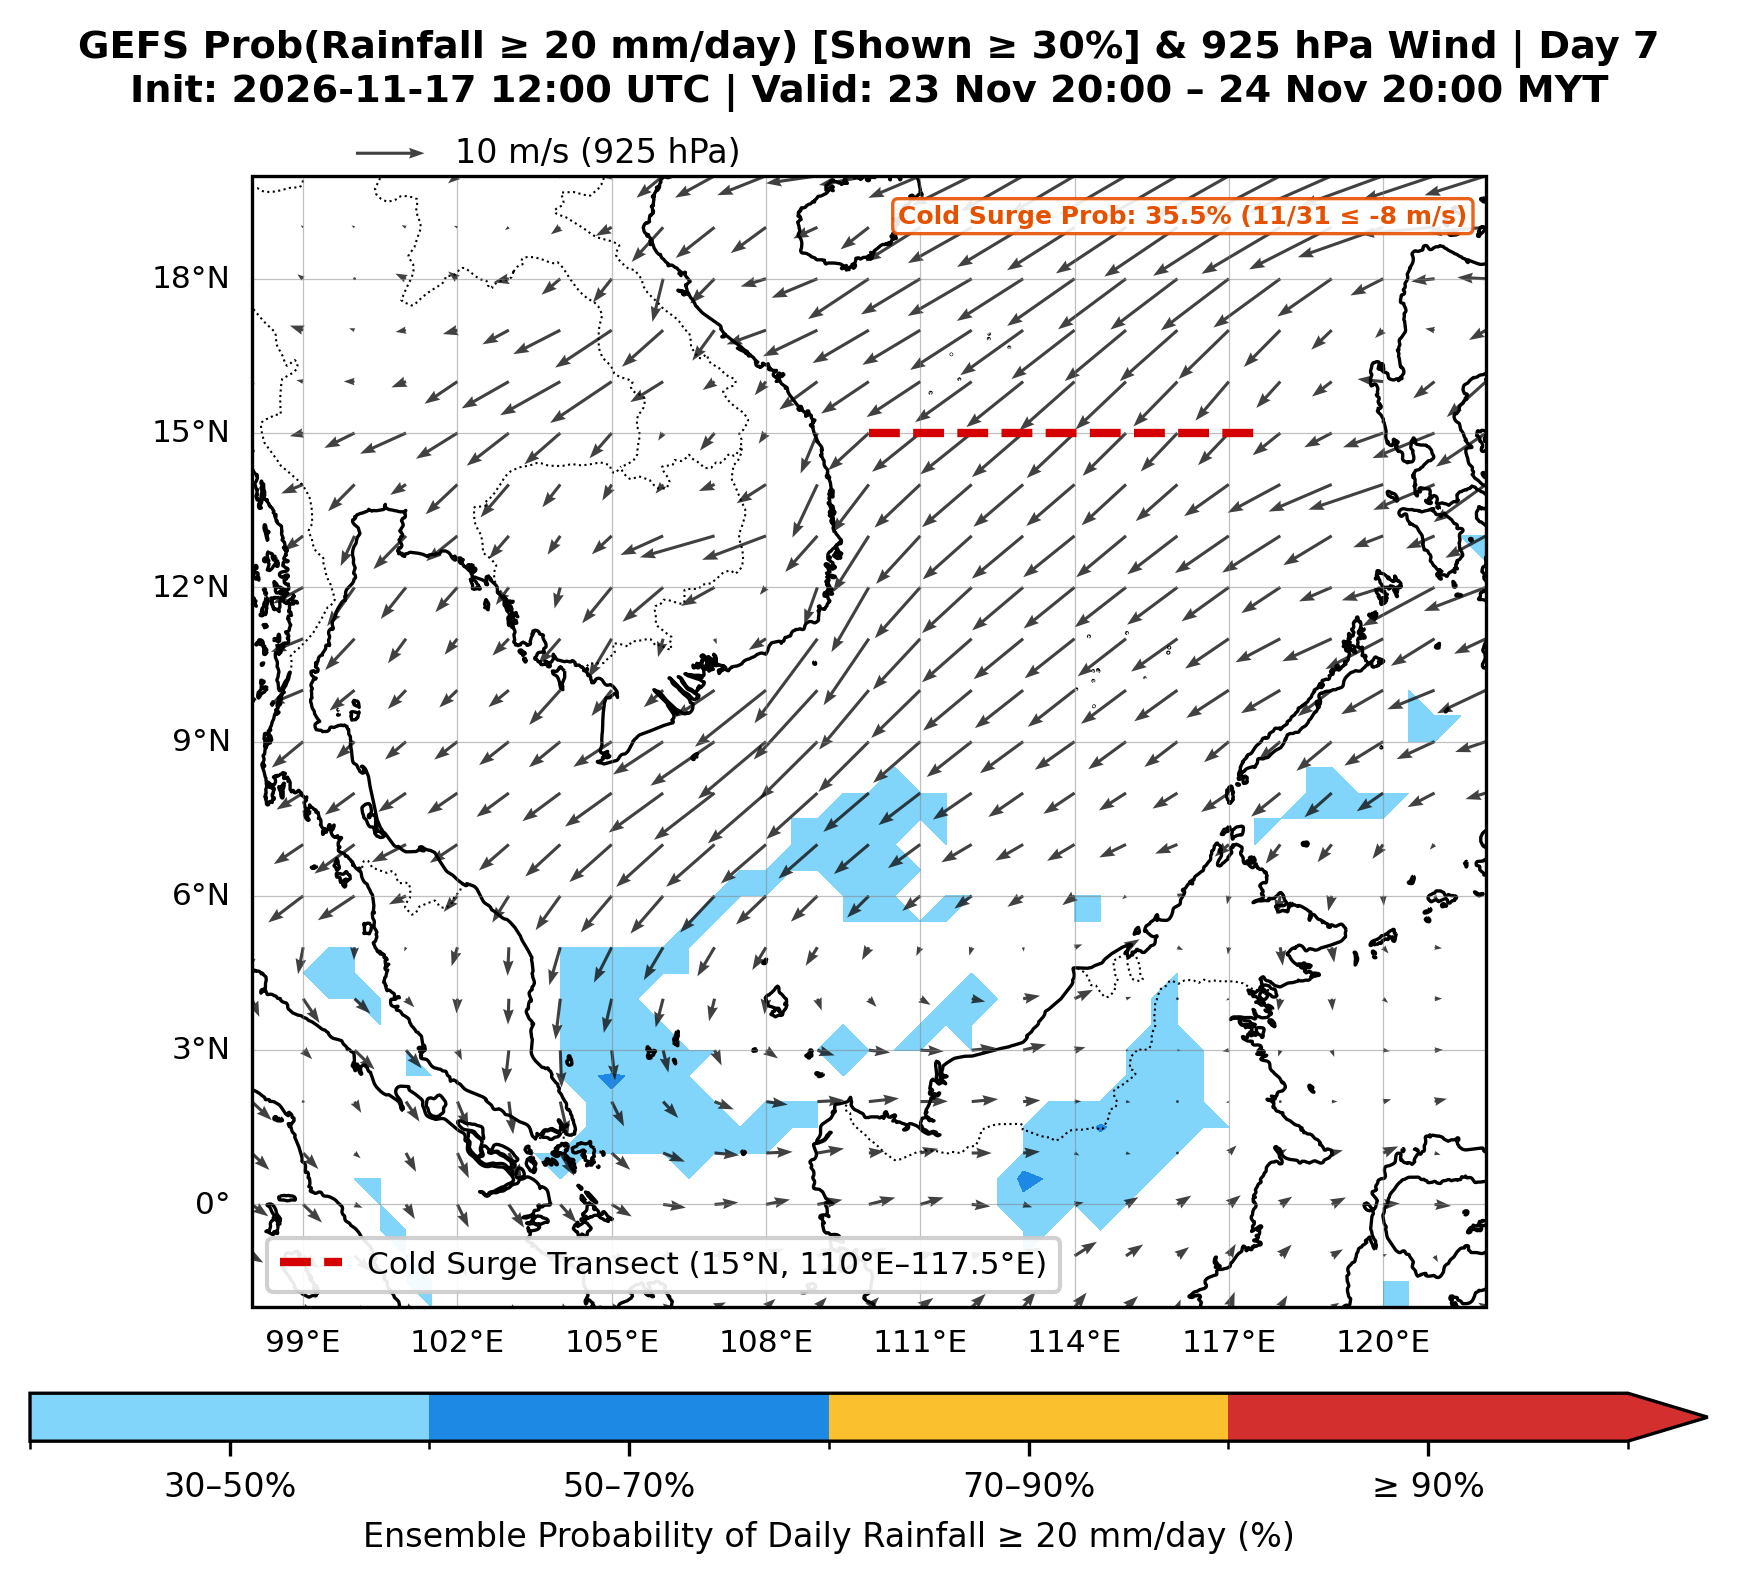 GEFS Prob(Rainfall ≥ 20 mm/day) [Shown ≥ 30%] & 925 hPa Wind | Day 7
Init: 2026-11-17 12:00 UTC | Valid: 23 Nov 20:00 – 24 Nov 20:00 MYT
10 m/s (925 hPa)
Cold Surge Prob: 35.5% (11/31 ≤ -8 m/s)
18°N
15°N
12°N
9°N
6°N
3°N
0°
Cold Surge Transect (15°N, 110°E–117.5°E)
99°E 102°E 105°E 108°E 111°E 114°E 117°E 120°E
30–50% 50–70% 70–90% ≥ 90%
Ensemble Probability of Daily Rainfall ≥ 20 mm/day (%)